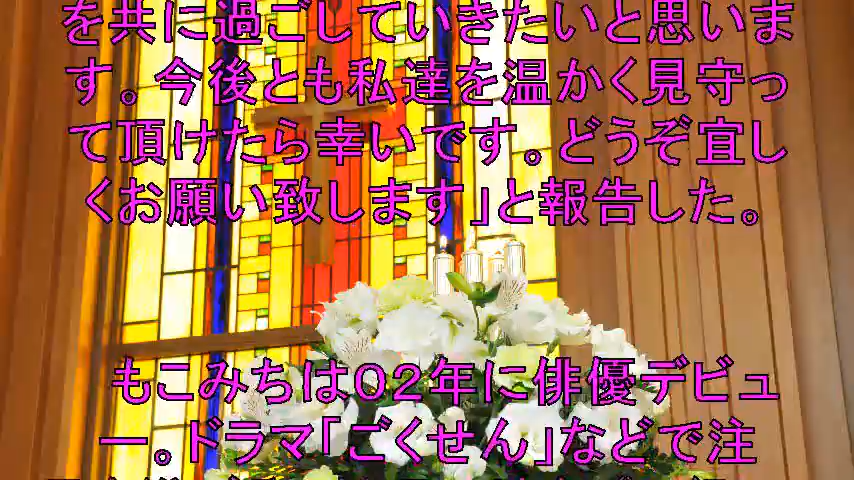 を共に過ごしていきたいと思いま
す。今後とも私達を温かく見守っ
て頂けたら幸いです。どうぞ宜し
くお願い致します」と報告した。
もこみちは０２年に俳優デビュ
ー。ドラマ「ごくせん」などで注